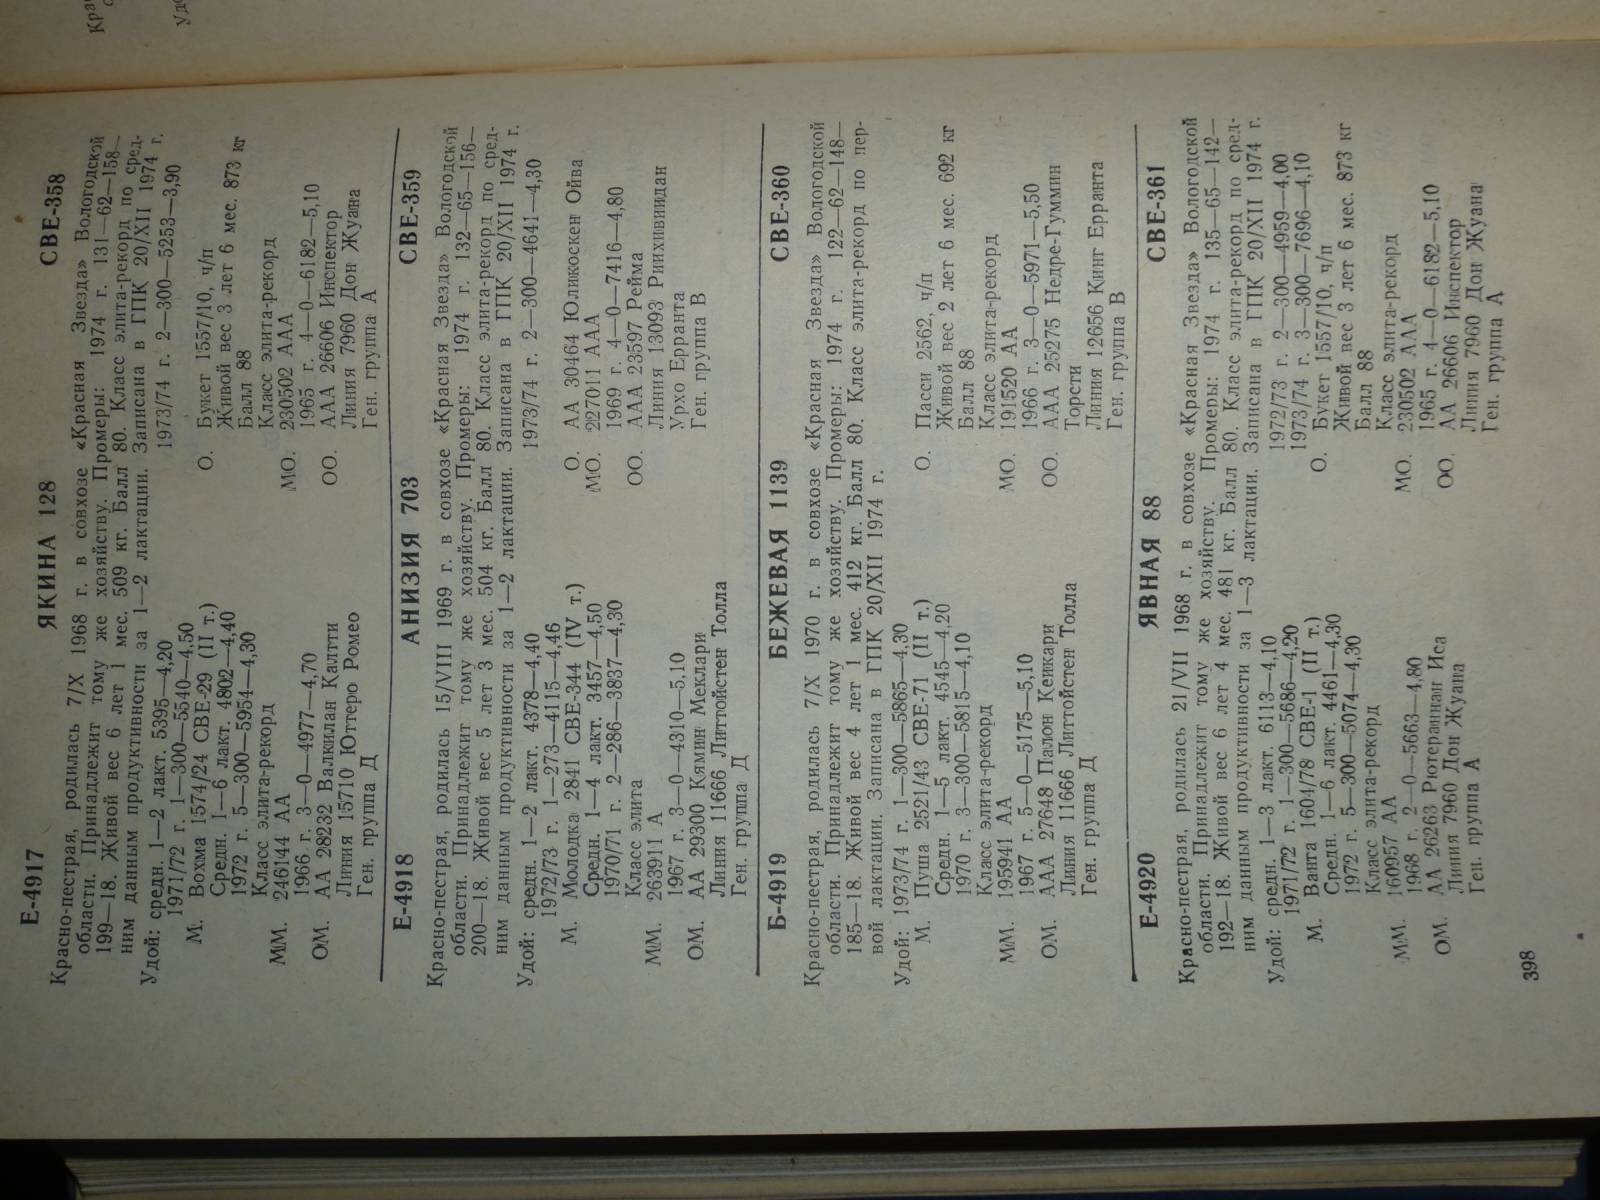 Е-4917 ЯКИНА 128 СВЕ-358
Красно-пестрая, родилась 7/X 1968 г. в совхозе «Красная Звезда» Вологодской
области. Принадлежит тому же хозяйству. Промеры: 1974 г. 131—62—158—
199—18. Живой вес 6 лет 1 мес. 509 кг. Балл 80. Класс элита-рекорд по сред-
ним данным продуктивности за 1—2 лактации. Записана в ГПК 20/XII 1974 г.
Удой: средн. 1—2 лакт. 5395—4,20
1971/72 г. 1—300—5540—4,50 1973/74 г. 2—300—5253—3,90
М. Вохма 1574/24 СВЕ-29 (II т.)
Средн. 1—6 лакт. 4802—4,40
1972 г. 5—300—5954—4,30
Класс элита-рекорд
ММ. 246144 АА
1966 г. 3—0—4977—4,70
ОМ. АА 28232 Валкилан Калтти
Линия 15710 Юттеро Ромео
Ген. группа Д
О. Букет 1557/10, ч/п
Живой вес 3 лет 6 мес. 873 кг
Балл 88
Класс элита-рекорд
МО. 230502 ААА
1965 г. 4—0—6182—5,10
ОО. ААА 26606 Инспектор
Линия 7960 Дон Жуана
Ген. группа А
Е-4918 АНИЗИЯ 703 СВЕ-359
Красно-пестрая, родилась 15/VIII 1969 г. в совхозе «Красная Звезда» Вологодской
области. Принадлежит тому же хозяйству. Промеры: 1974 г. 132—65—156—
200—18. Живой вес 5 лет 3 мес. 504 кг. Балл 80. Класс элита-рекорд по сред-
ним данным продуктивности за 1—2 лактации. Записана в ГПК 20/XII 1974 г.
Удой: средн. 1—2 лакт. 4378—4,40
1972/73 г. 1—273—4115—4,46 1973/74 г. 2—300—4641—4,30
М. Молодка 2841 СВЕ-344 (IV т.)
Средн. 1—4 лакт. 3457—4,50
1970/71 г. 2—286—3837—4,30
Класс элита
ММ. 263911 А
1967 г. 3—0—4310—5,10
ОМ. АА 29300 Кямин Меклари
Линия 11666 Литтойстен Толла
Ген. группа Д
О. АА 30464 Юликоскен Ойва
МО. 227011 ААА
1969 г. 4—0—7416—4,80
ОО. ААА 23597 Рейма
Линия 13093 Риихивиидан
Урхо Ерранта
Ген. группа В
Б-4919 БЕЖЕВАЯ 1139 СВЕ-360
Красно-пестрая, родилась 7/X 1970 г. в совхозе «Красная Звезда» Вологодской
области. Принадлежит тому же хозяйству. Промеры: 1974 г. 122—62—148—
185—18. Живой вес 4 лет 1 мес. 412 кг. Балл 80. Класс элита-рекорд по пер-
вой лактации. Записана в ГПК 20/XII 1974 г.
Удой: 1973/74 г. 1—300—5865—4,30
М. Пуша 2521/43 СВЕ-71 (II т.)
Средн. 1—5 лакт. 4545—4,20
1970 г. 3—300—5815—4,10
Класс элита-рекорд
ММ. 195941 АА
1967 г. 5—0—5175—5,10
ОМ. ААА 27648 Палон Кейкари
Линия 11666 Литтойстен Толла
Ген. группа Д
О. Пасси 2562, ч/п
Живой вес 2 лет 6 мес. 692 кг
Балл 88
Класс элита-рекорд
МО. 191520 АА
1966 г. 3—0—5971—5,50
ОО. ААА 25275 Недре-Гуммин
Торсти
Линия 12656 Кинг Ерранта
Ген. группа В
Е-4920 ЯВНАЯ 88 СВЕ-361
Красно-пестрая, родилась 21/VII 1968 г. в совхозе «Красная Звезда» Вологодской
области. Принадлежит тому же хозяйству. Промеры: 1974 г. 135—65—142—
192—18. Живой вес 6 лет 4 мес. 481 кг. Балл 80. Класс элита-рекорд по сред-
ним данным продуктивности за 1—3 лактации. Записана в ГПК 20/XII 1974 г.
Удой: средн. 1—3 лакт. 6113—4,10 1972/73 г. 2—300—4959—4,00
1971/72 г. 1—300—5686—4,20 1973/74 г. 3—300—7696—4,10
М. Ванта 1604/78 СВЕ-1 (II т.)
Средн. 1—6 лакт. 4461—4,30
1972 г. 5—300—5074—4,30
Класс элита-рекорд
ММ. 160957 АА
1968 г. 2—0—5663—4,80
ОМ. АА 26263 Рютераниан Иса
Линия 7960 Дон Жуана
Ген. группа А
О. Букет 1557/10, ч/п
Живой вес 3 лет 6 мес. 873 кг
Балл 88
Класс элита-рекорд
МО. 230502 ААА
1965 г. 4—0—6182—5,10
ОО. АА 26606 Инспектор
Линия 7960 Дон Жуана
Ген. группа А
398